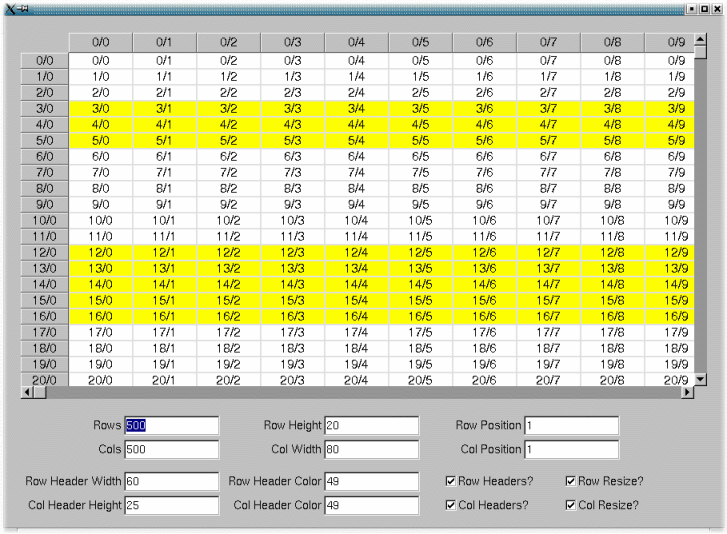 0/0 0/1 0/2 0/3 0/4 0/5 0/6 0/7 0/8 0/9
0/0 0/0 0/1 0/2 0/3 0/4 0/5 0/6 0/7 0/8 0/9
1/0 1/0 1/1 1/2 1/3 1/4 1/5 1/6 1/7 1/8 1/9
2/0 2/0 2/1 2/2 2/3 2/4 2/5 2/6 2/7 2/8 2/9
3/0 3/0 3/1 3/2 3/3 3/4 3/5 3/6 3/7 3/8 3/9
4/0 4/0 4/1 4/2 4/3 4/4 4/5 4/6 4/7 4/8 4/9
5/0 5/0 5/1 5/2 5/3 5/4 5/5 5/6 5/7 5/8 5/9
6/0 6/0 6/1 6/2 6/3 6/4 6/5 6/6 6/7 6/8 6/9
7/0 7/0 7/1 7/2 7/3 7/4 7/5 7/6 7/7 7/8 7/9
8/0 8/0 8/1 8/2 8/3 8/4 8/5 8/6 8/7 8/8 8/9
9/0 9/0 9/1 9/2 9/3 9/4 9/5 9/6 9/7 9/8 9/9
10/0 10/0 10/1 10/2 10/3 10/4 10/5 10/6 10/7 10/8 10/9
11/0 11/0 11/1 11/2 11/3 11/4 11/5 11/6 11/7 11/8 11/9
12/0 12/0 12/1 12/2 12/3 12/4 12/5 12/6 12/7 12/8 12/9
13/0 13/0 13/1 13/2 13/3 13/4 13/5 13/6 13/7 13/8 13/9
14/0 14/0 14/1 14/2 14/3 14/4 14/5 14/6 14/7 14/8 14/9
15/0 15/0 15/1 15/2 15/3 15/4 15/5 15/6 15/7 15/8 15/9
16/0 16/0 16/1 16/2 16/3 16/4 16/5 16/6 16/7 16/8 16/9
17/0 17/0 17/1 17/2 17/3 17/4 17/5 17/6 17/7 17/8 17/9
18/0 18/0 18/1 18/2 18/3 18/4 18/5 18/6 18/7 18/8 18/9
19/0 19/0 19/1 19/2 19/3 19/4 19/5 19/6 19/7 19/8 19/9
20/0 20/0 20/1 20/2 20/3 20/4 20/5 20/6 20/7 20/8 20/9
Rows 500 Row Height 20 Row Position 1
Cols 500 Col Width 80 Col Position 1
Row Header Width 60 Row Header Color 49 Row Headers? Row Resize?
Col Header Height 25 Col Header Color 49 Col Headers? Col Resize?